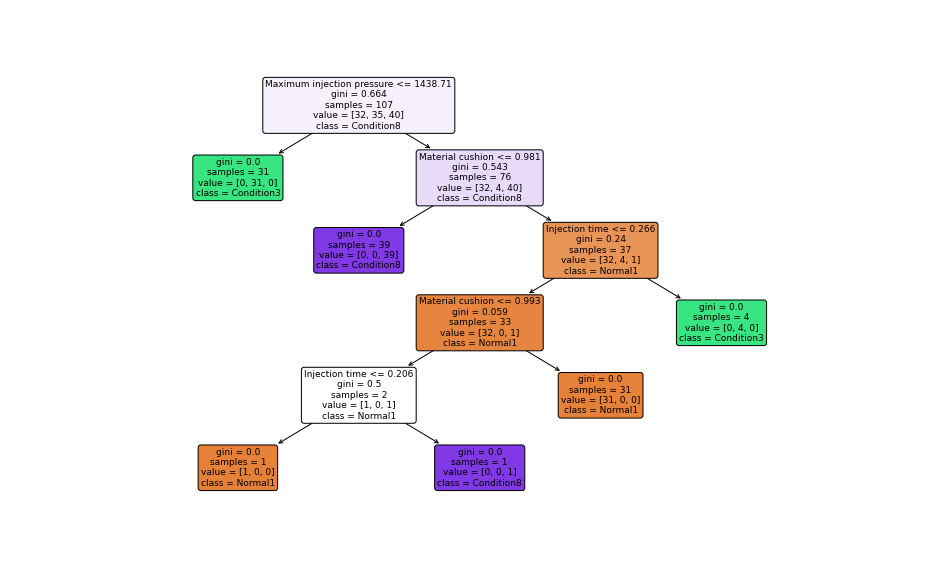 Maximum injection pressure <= 1438.71
gini = 0.664
samples = 107
value = [32, 35, 40]
class = Condition8
gini = 0.0
samples = 31
value = [0, 31, 0]
class = Condition3
Material cushion <= 0.981
gini = 0.543
samples = 76
value = [32, 4, 40]
class = Condition8
gini = 0.0
samples = 39
value = [0, 0, 39]
class = Condition8
Injection time <= 0.266
gini = 0.24
samples = 37
value = [32, 4, 1]
class = Normal1
Material cushion <= 0.993
gini = 0.059
samples = 33
value = [32, 0, 1]
class = Normal1
gini = 0.0
samples = 4
value = [0, 4, 0]
class = Condition3
Injection time <= 0.206
gini = 0.5
samples = 2
value = [1, 0, 1]
class = Normal1
gini = 0.0
samples = 31
value = [31, 0, 0]
class = Normal1
gini = 0.0
samples = 1
value = [1, 0, 0]
class = Normal1
gini = 0.0
samples = 1
value = [0, 0, 1]
class = Condition8